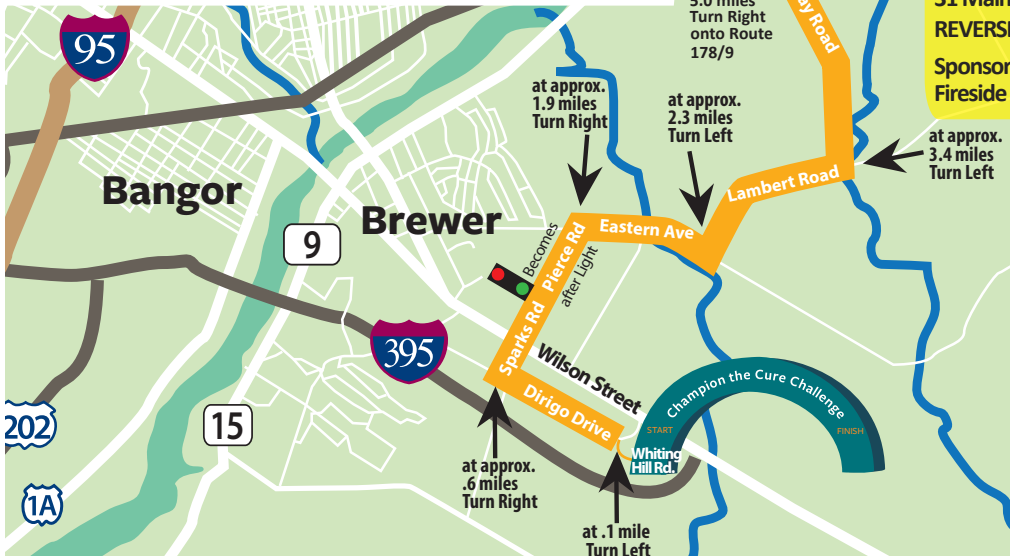 5.0 miles
Turn Right
onto Route
178/9
Road
31 Main
Sponsor
Fireside
95
at approx.
1.9 miles
Turn Right
at approx.
2.3 miles
Turn Left
at approx.
3.4 miles
Turn Left
Bangor
Brewer
9
Lambert Road
Eastern Ave
Becomes
Pierce Rd
after Light
395
Sparks Rd
Wilson Street
Dirigo Drive
Champion the Cure Challenge
START
FINISH
Whiting
Hill Rd.
202
15
1A
at approx.
.6 miles
Turn Right
at .1 mile
Turn Left